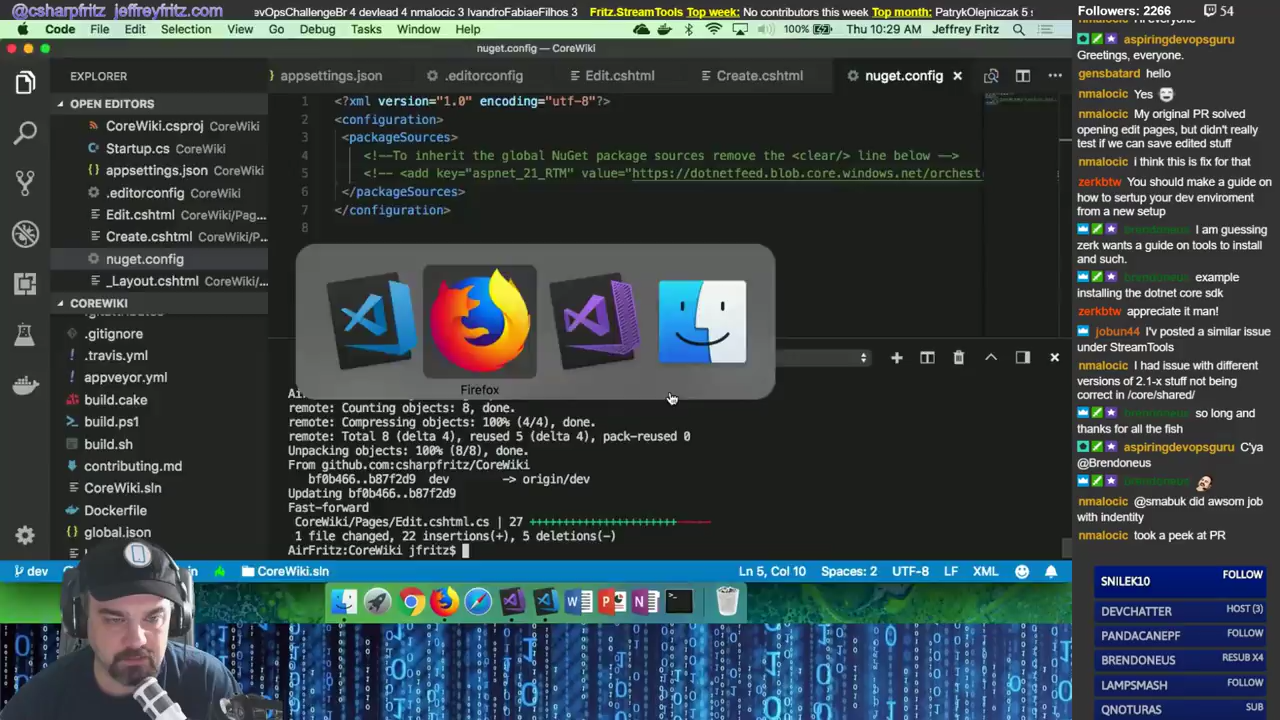 @csharpfritz jeffreyfritz.com
evOpsChallengeBr 4 devlead 4 nmalocic 3 IvandroFabiaeFilhos 3
Fritz.StreamTools Top week: No contributors this week Top month: PatrykOlejniczak 5
Followers: 2266
54
Code File Edit Selection View Go Debug Tasks Window Help
100%
Thu 10:29 AM Jeffrey Fritz
nuget.config — CoreWiki
EXPLORER
appsettings.json
.editorconfig
Edit.cshtml
Create.cshtml
nuget.config
OPEN EDITORS
CoreWiki.csproj CoreWiki
Startup.cs CoreWiki
appsettings.json CoreWiki
.editorconfig CoreWiki
Edit.cshtml CoreWiki/Pag...
Create.cshtml CoreWiki/P...
nuget.config
_Layout.cshtml CoreWiki/...
COREWIKI
.gitignore
.travis.yml
appveyor.yml
build.cake
build.ps1
build.sh
contributing.md
CoreWiki.sln
Dockerfile
global.json
1 <?xml version="1.0" encoding="utf-8"?>
2 <configuration>
3 <packageSources>
4 <!--To inherit the global NuGet package sources remove the <clear/> line below -->
5 <!-- <add key="aspnet_21_RTM" value="https://dotnetfeed.blob.core.windows.net/orchest
6 </packageSources>
7 </configuration>
8
Firefox
remote: Counting objects: 8, done.
remote: Compressing objects: 100% (4/4), done.
remote: Total 8 (delta 4), reused 5 (delta 4), pack-reused 0
Unpacking objects: 100% (8/8), done.
From github.com:csharpfritz/CoreWiki
bf0b466..b87f2d9 dev -> origin/dev
Updating bf0b466..b87f2d9
Fast-forward
CoreWiki/Pages/Edit.cshtml.cs | 27 +++++++++++++++++++++++-----
1 file changed, 22 insertions(+), 5 deletions(-)
AirFritz:CoreWiki jfritz$
dev
CoreWiki.sln
Ln 5, Col 10 Spaces: 2 UTF-8 LF XML
aspiringdevopsguru
Greetings, everyone.
gensbatard hello
nmalocic Yes
nmalocic My original PR solved
opening edit pages, but didn't really
test if we can save edited stuff
nmalocic i think this is fix for that
zerkbtw You should make a guide on
how to sertup your dev enviroment
from a new setup
brendoneus I am guessing
zerk wants a guide on tools to install
and such.
brendoneus example
installing the dotnet core sdk
zerkbtw appreciate it man!
jobun44 I'v posted a similar issue
under StreamTools
nmalocic I had issue with different
versions of 2.1-x stuff not being
correct in /core/shared/
brendoneus so long and
thanks for all the fish
aspiringdevopsguru C'ya
@Brendoneus
brendoneus
nmalocic @smabuk did awsom job
with indentity
nmalocic took a peek at PR
SNILEK10 FOLLOW
DEVCHATTER HOST (3)
PANDACANEPF FOLLOW
BRENDONEUS RESUB X4
LAMPSMASH FOLLOW
QNOTURAS SUB